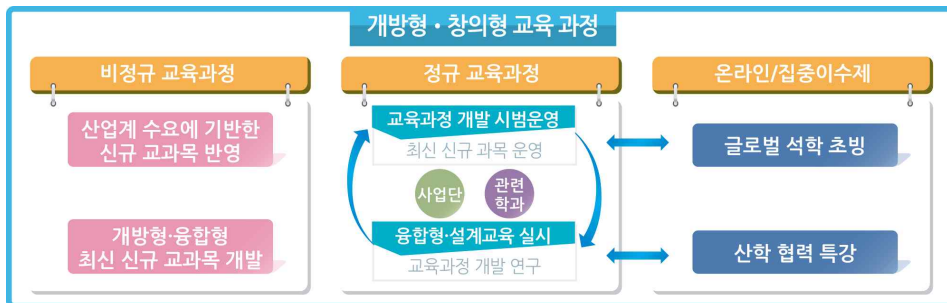 개방형·창의형 교육 과정
비정규 교육과정
산업계 수요에 기반한
신규 교과목 반영
개방형·융합형
최신 신규 교과목 개발
정규 교육과정
교육과정 개발 시범운영
최신 신규 과목 운영
사업단
관련
학과
융합형·설계교육 실시
교육과정 개발 연구
온라인/집중이수제
글로벌 석학 초빙
산학 협력 특강